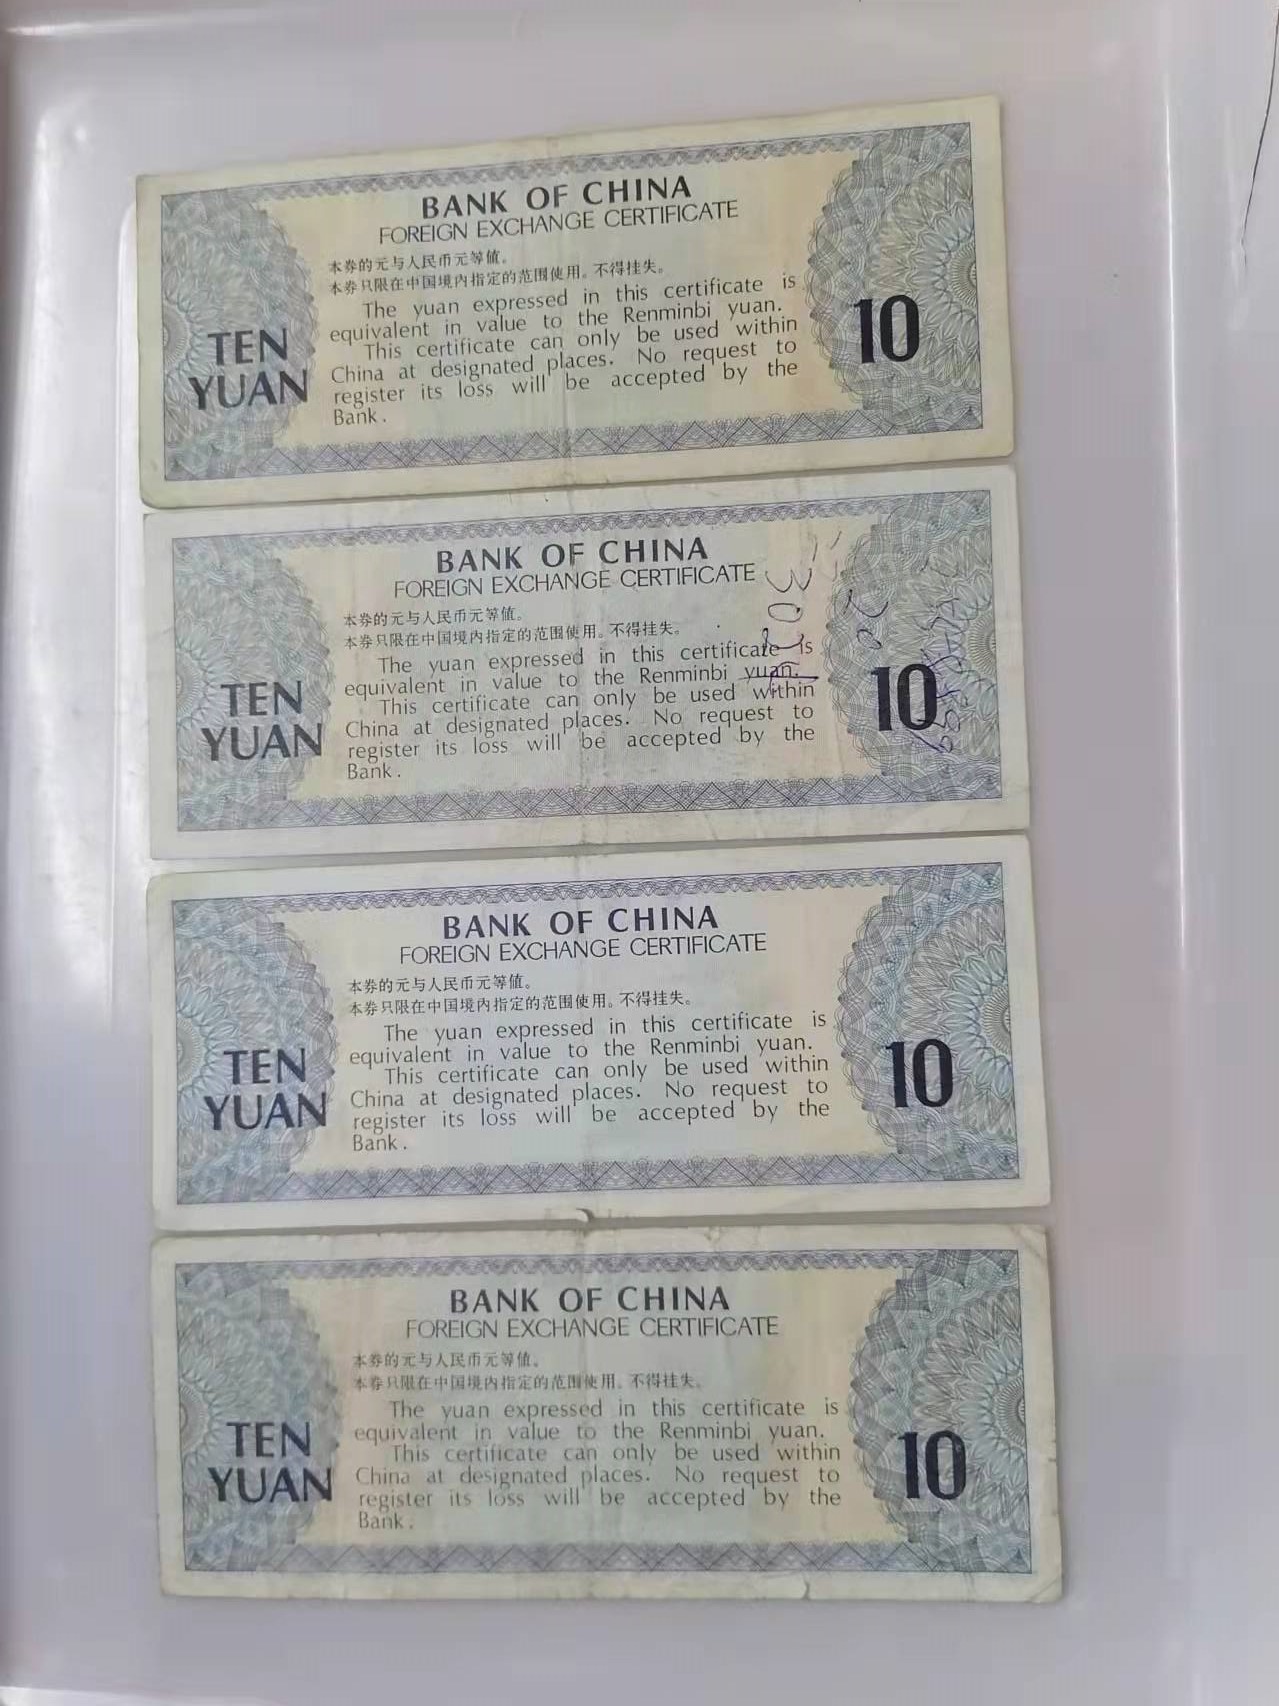 BANK OF CHINA
FOREIGN EXCHANGE CERTIFICATE
本券的元与人民币元等值。
本券只限在中国境内指定的范围使用。不得挂失。
The yuan expressed in this certificate is
equivalent in value to the Renminbi yuan.
This certificate can only be used within
China at designated places. No request to
register its loss will be accepted by the
Bank.
TEN
YUAN
10
BANK OF CHINA
FOREIGN EXCHANGE CERTIFICATE
本券的元与人民币元等值。
本券只限在中国境内指定的范围使用。不得挂失。
The yuan expressed in this certificate is
equivalent in value to the Renminbi yuan.
This certificate can only be used within
China at designated places. No request to
register its loss will be accepted by the
Bank.
TEN
YUAN
10
BANK OF CHINA
FOREIGN EXCHANGE CERTIFICATE
本券的元与人民币元等值。
本券只限在中国境内指定的范围使用。不得挂失。
The yuan expressed in this certificate is
equivalent in value to the Renminbi yuan.
This certificate can only be used within
China at designated places. No request to
register its loss will be accepted by the
Bank.
TEN
YUAN
10
BANK OF CHINA
FOREIGN EXCHANGE CERTIFICATE
本券的元与人民币元等值。
本券只限在中国境内指定的范围使用。不得挂失。
The yuan expressed in this certificate is
equivalent in value to the Renminbi yuan.
This certificate can only be used within
China at designated places. No request to
register its loss will be accepted by the
Bank.
TEN
YUAN
10